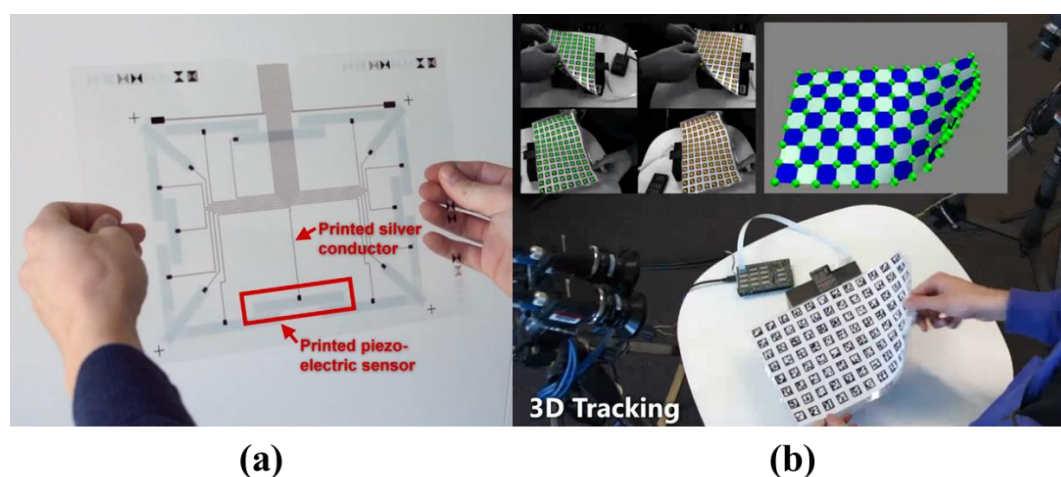 Printed silver
conductor
Printed piezo-
electric sensor
3D Tracking
(a)
(b)